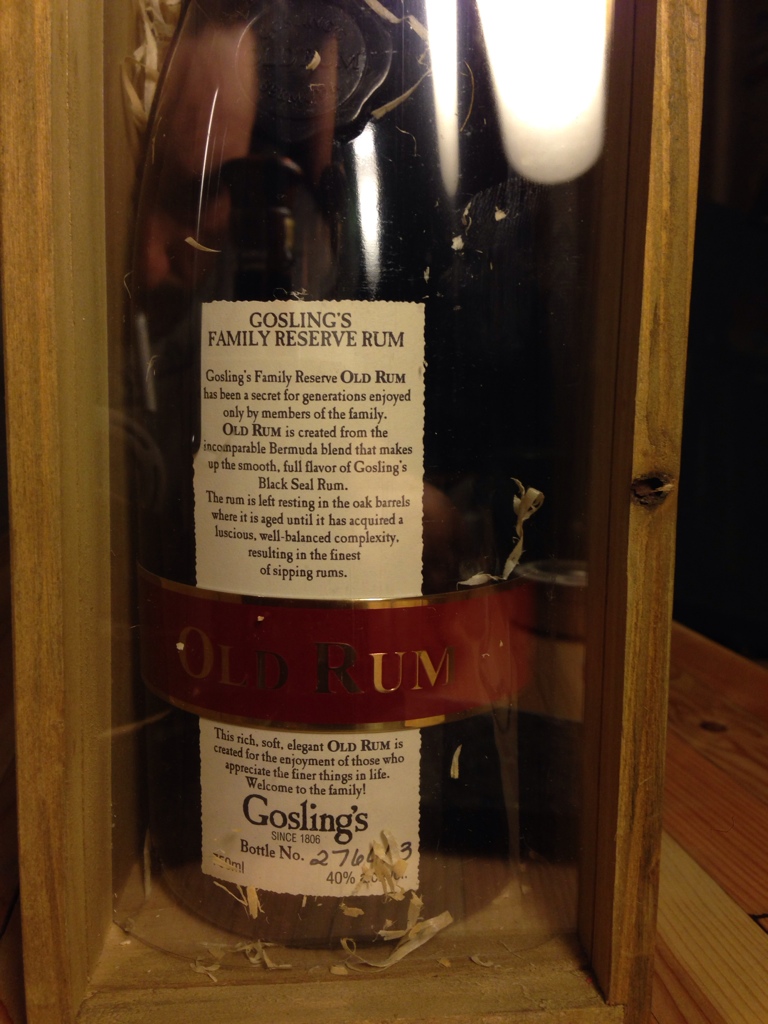 GOSLING'S
FAMILY RESERVE RUM
Gosling's Family Reserve OLD RUM
has been a secret for generations enjoyed
only by members of the family.
OLD RUM is created from the
incomparable Bermuda blend that makes
up the smooth, full flavor of Gosling's
Black Seal Rum.
The rum is left resting in the oak barrels
where it is aged until it has acquired a
luscious, well-balanced complexity,
resulting in the finest
of sipping rums.
OLD RUM
This rich, soft, elegant OLD RUM is
created for the enjoyment of those who
appreciate the finer things in life.
Welcome to the family!
Gosling's
SINCE 1806
Bottle No.
40%